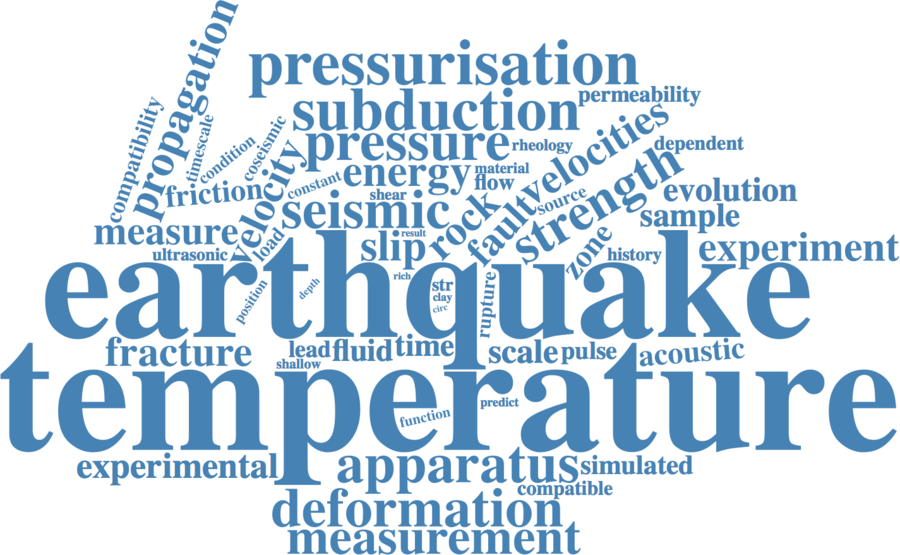 propagation
pressurisation
subduction
permeability
compatibility
timescale
condition
coseismic
pressure
rheology
velocities
dependent
energy
material
flow
constant
shear
friction
velocity
source
strength
evolution
seismic
rock
fault
sample
measure
load
slip
result
zone
experiment
ultrasonic
history
earthquake
position
depth
rich
str
clay
circ
rupture
fracture
lead
fluid
time
scale
pulse
acoustic
shallow
temperature
function
predict
experimental
apparatus
simulated
compatible
deformation
measurement